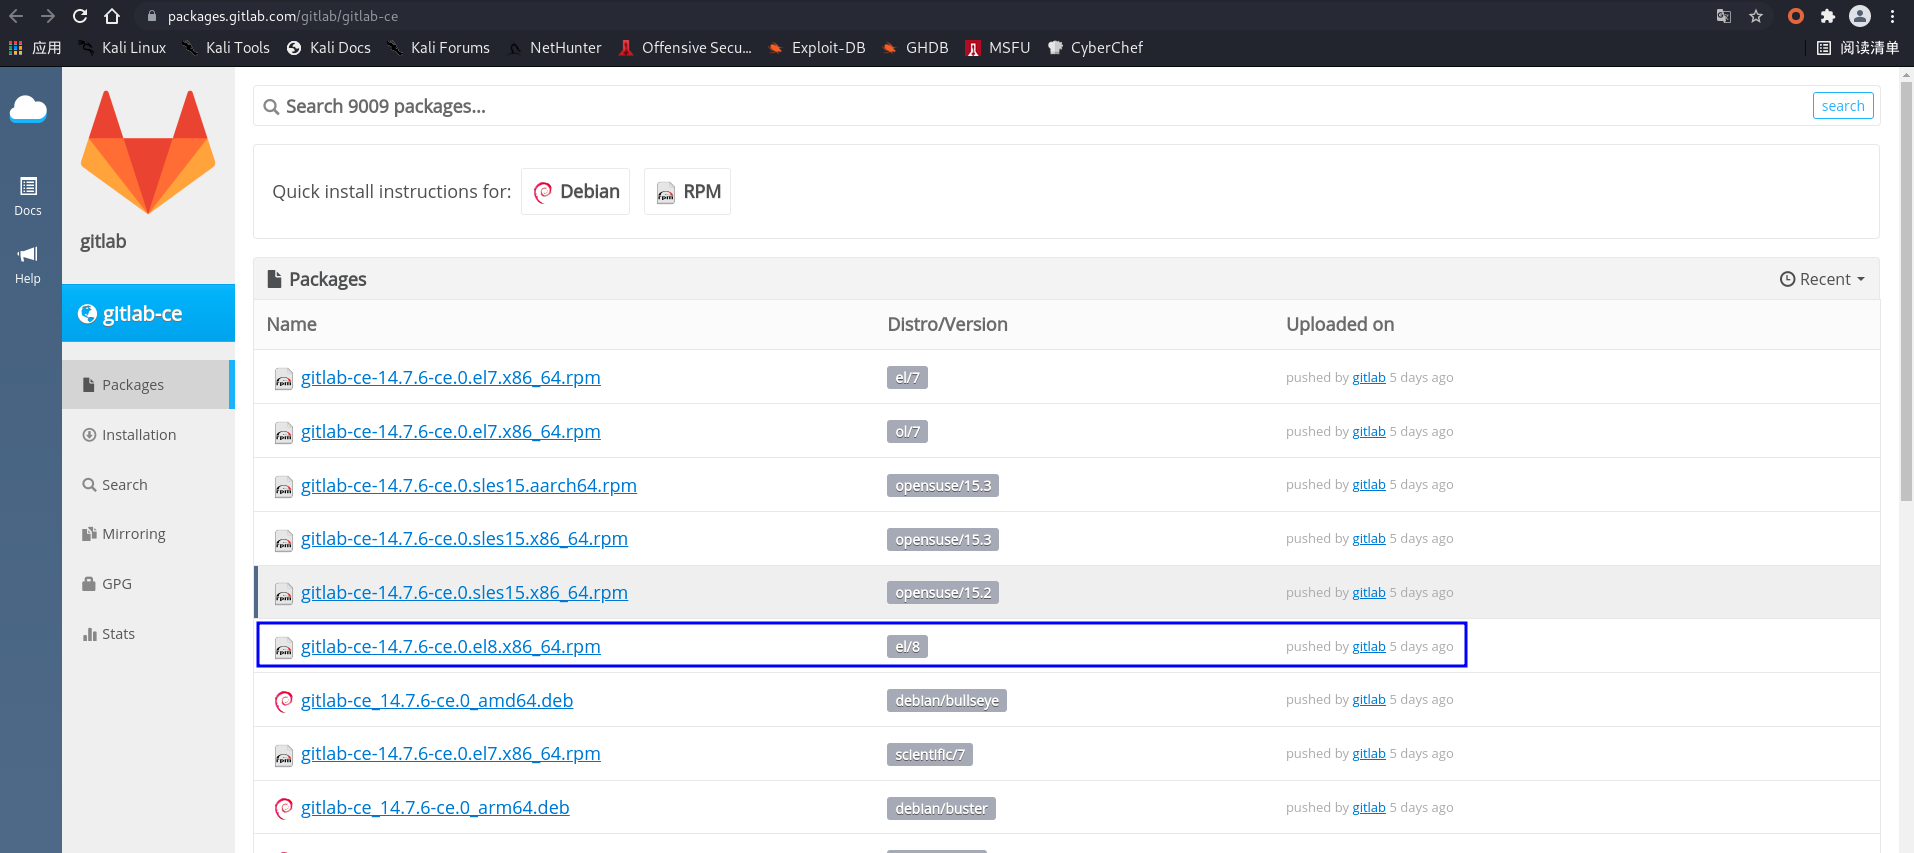 packages.gitlab.com/gitlab/gitlab-ce
应用 Kali Linux Kali Tools Kali Docs Kali Forums NetHunter Offensive Secu... Exploit-DB GHDB MSFU CyberChef 阅读清单
Search 9009 packages... search
Quick install instructions for: Debian rpm RPM
Docs
gitlab
Help
Packages Recent
gitlab-ce
Name Distro/Version Uploaded on
rpm gitlab-ce-14.7.6-ce.0.el7.x86_64.rpm el/7 pushed by gitlab 5 days ago
Packages
rpm gitlab-ce-14.7.6-ce.0.el7.x86_64.rpm ol/7 pushed by gitlab 5 days ago
Installation
rpm gitlab-ce-14.7.6-ce.0.sles15.aarch64.rpm opensuse/15.3 pushed by gitlab 5 days ago
Search
rpm gitlab-ce-14.7.6-ce.0.sles15.x86_64.rpm opensuse/15.3 pushed by gitlab 5 days ago
Mirroring
rpm gitlab-ce-14.7.6-ce.0.sles15.x86_64.rpm opensuse/15.2 pushed by gitlab 5 days ago
GPG
rpm gitlab-ce-14.7.6-ce.0.el8.x86_64.rpm el/8 pushed by gitlab 5 days ago
Stats
gitlab-ce_14.7.6-ce.0_amd64.deb debian/bullseye pushed by gitlab 5 days ago
rpm gitlab-ce-14.7.6-ce.0.el7.x86_64.rpm scientific/7 pushed by gitlab 5 days ago
gitlab-ce_14.7.6-ce.0_arm64.deb debian/buster pushed by gitlab 5 days ago